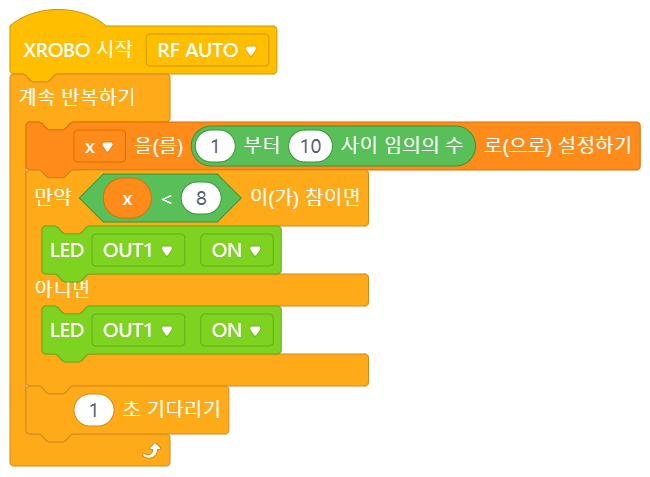 XROBO 시작 RF AUTO
계속 반복하기
x 을(를) 1 부터 10 사이 임의의 수 로(으로) 설정하기
만약 x < 8 이(가) 참이면
LED OUT1 ON
아니면
LED OUT1 ON
1 초 기다리기